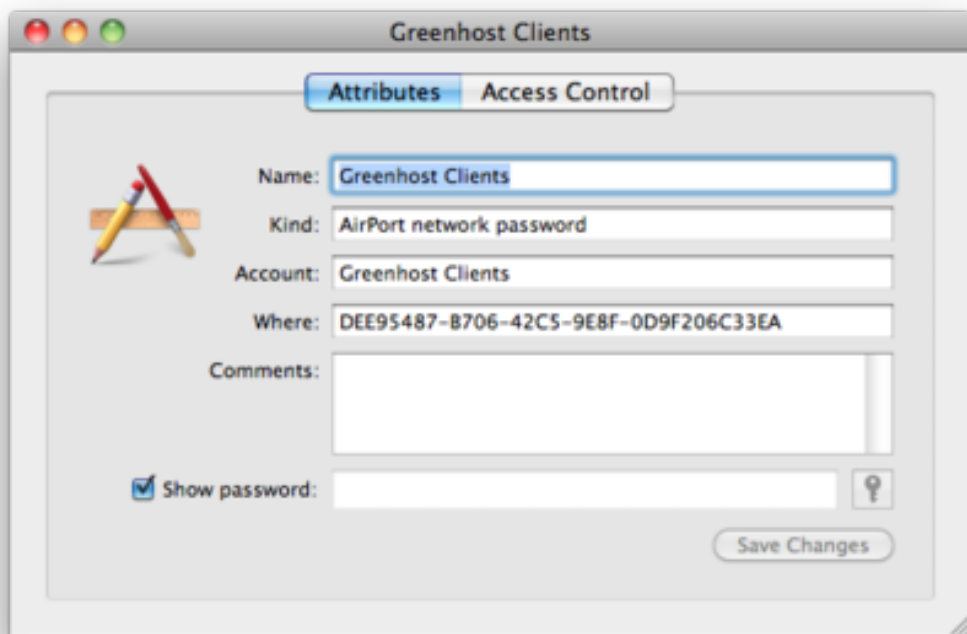 Greenhost Clients
Attributes Access Control
Name: Greenhost Clients
Kind: AirPort network password
Account: Greenhost Clients
Where: DEE95487-B706-42C5-9E8F-0D9F206C33EA
Comments:
Show password:
Save Changes